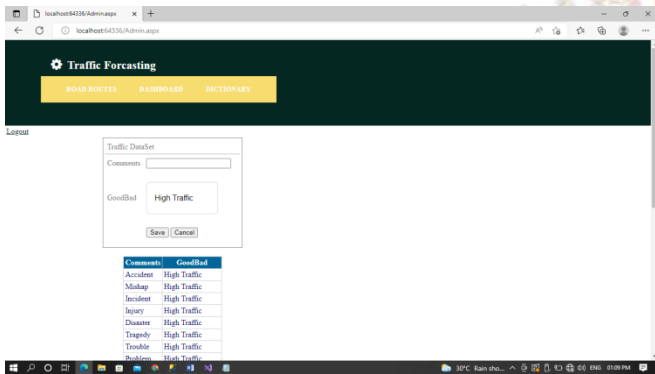 localhost:64336/Admin.aspx
localhost:64336/Admin.aspx
Traffic Forcasting
ROAD ROUTES DASHBOARD DICTIONARY
Logout
Traffic DataSet
Comments
GoodBad High Traffic
Save Cancel
Comments GoodBad
Accident High Traffic
Mishap High Traffic
Incident High Traffic
Injury High Traffic
Disaster High Traffic
Tragedy High Traffic
Trouble High Traffic
Problem High Traffic
30°C Rain sho... ENG 01:09 PM